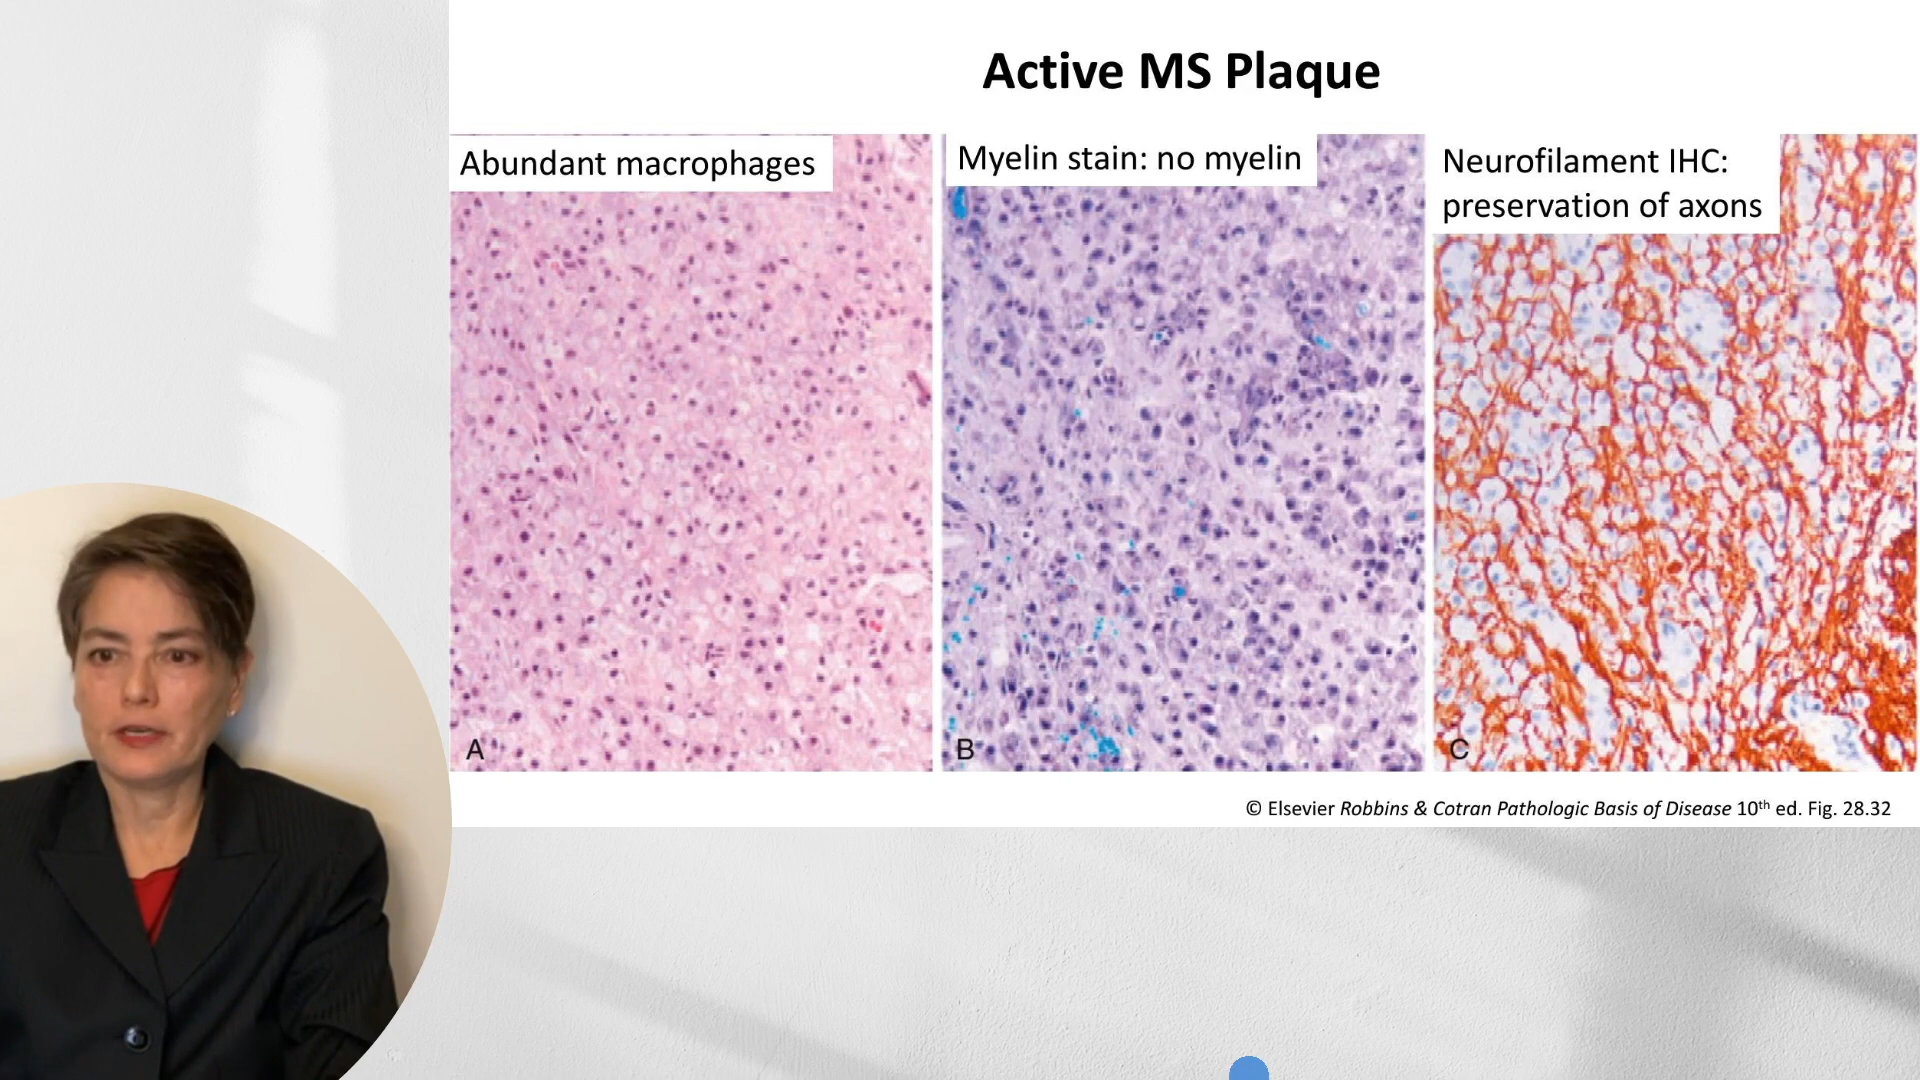 Active MS Plaque
Abundant macrophages
Myelin stain: no myelin
Neurofilament IHC:
preservation of axons
A
B
C
© Elsevier Robbins & Cotran Pathologic Basis of Disease 10th ed. Fig. 28.32